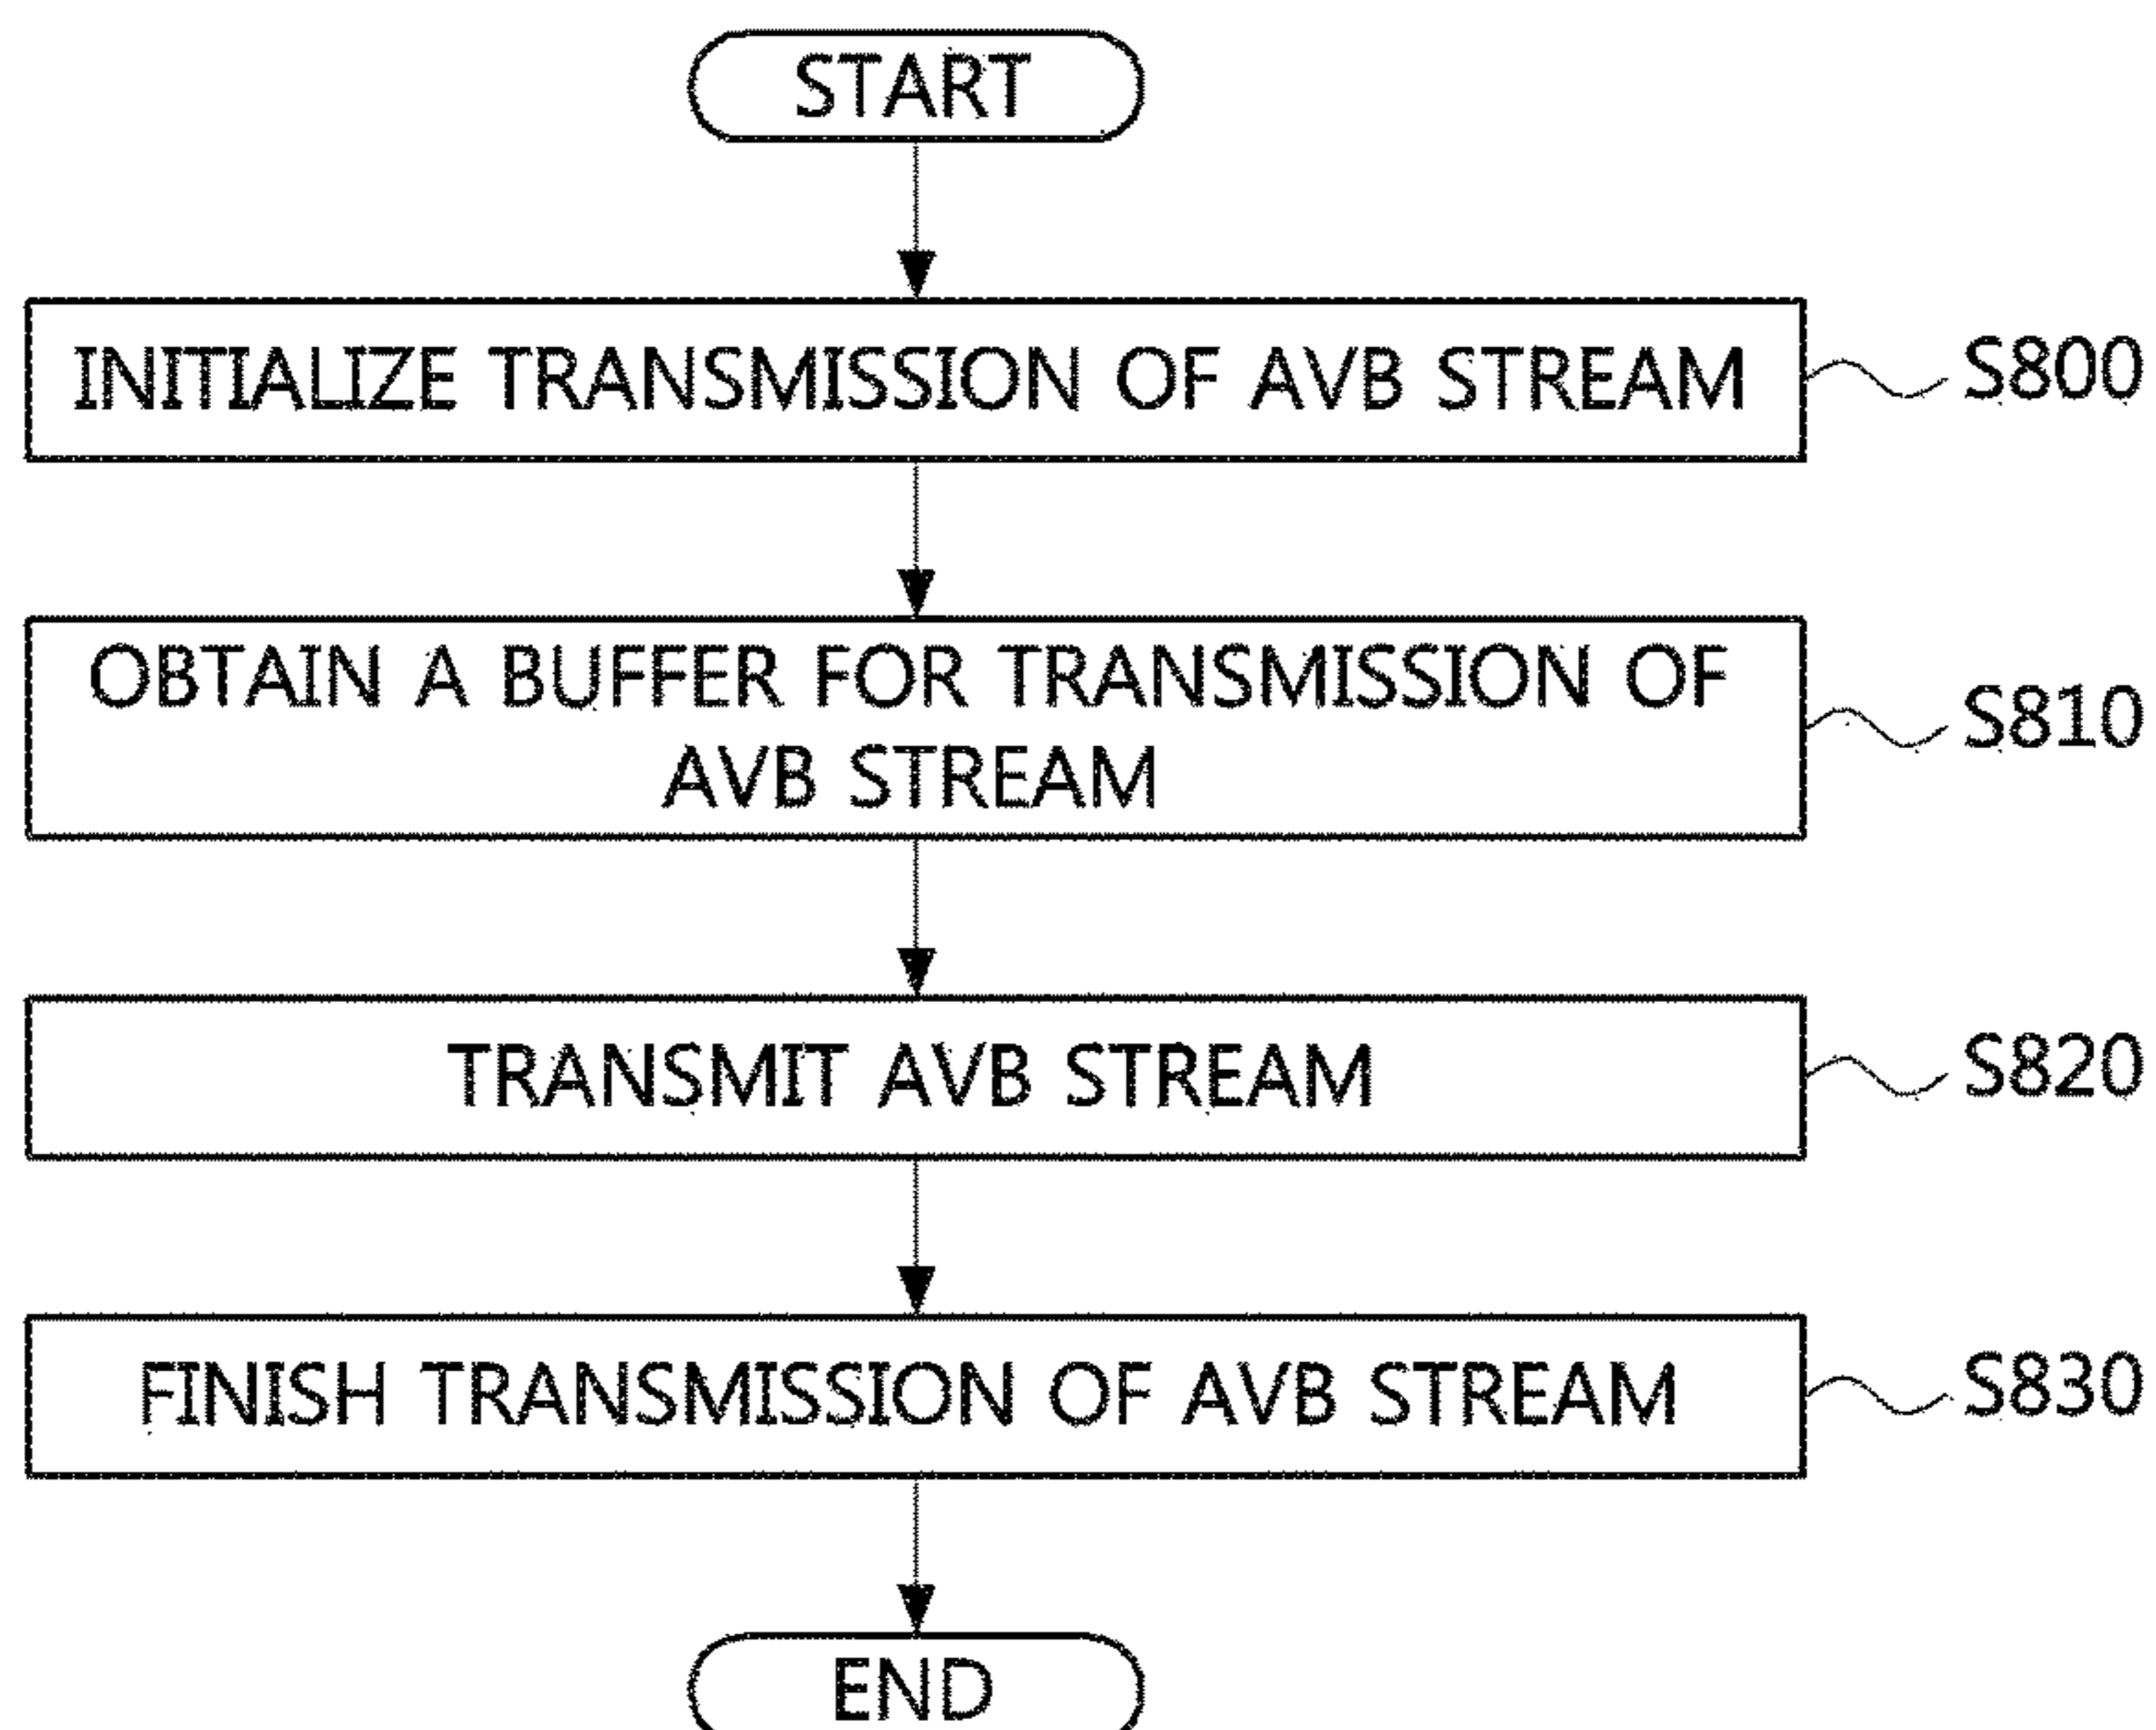 START
INITIALIZE TRANSMISSION OF AVB STREAM
S800
OBTAIN A BUFFER FOR TRANSMISSION OF
AVB STREAM
S810
TRANSMIT AVB STREAM
S820
FINISH TRANSMISSION OF AVB STREAM
S830
END